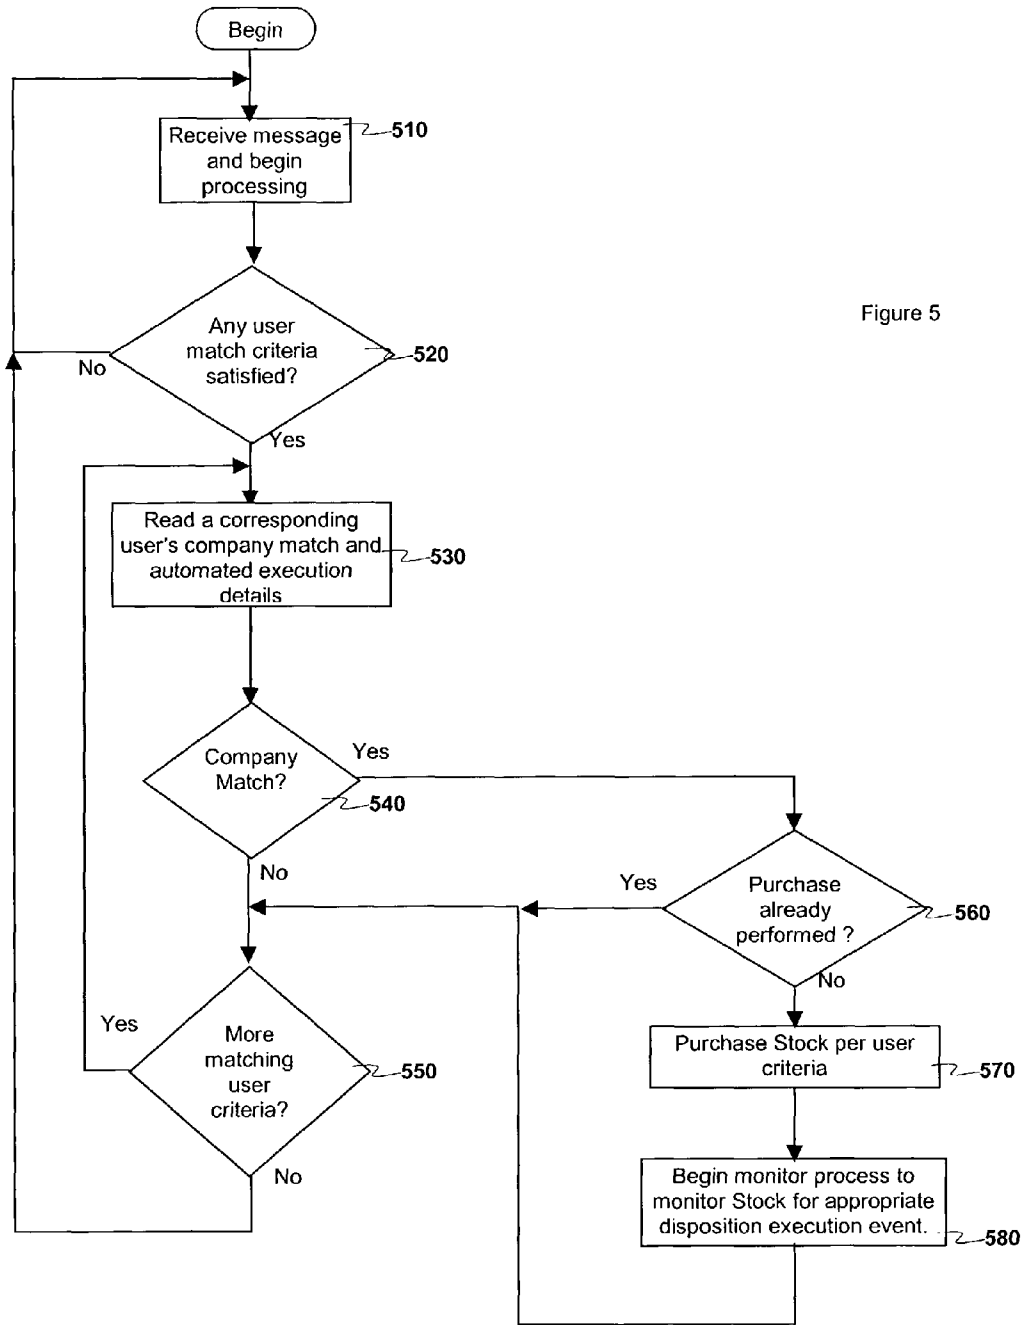 Begin
Receive message
and begin
processing
510
Figure 5
Any user
match criteria
satisfied?
520
No
Yes
Read a corresponding
user's company match and
automated execution
details
530
Company
Match?
Yes
540
No
Yes
Purchase
already
performed ?
560
No
Yes
More
matching
user
criteria?
550
No
Purchase Stock per user
criteria
570
Begin monitor process to
monitor Stock for appropriate
disposition execution event.
580